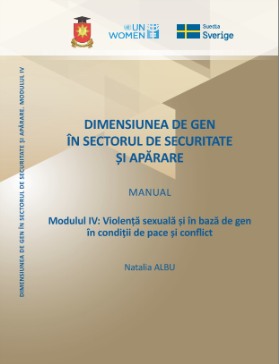 UN
WOMEN
Suedia
Sverige
DIMENSIUNEA DE GEN
ÎN SECTORUL DE SECURITATE
ȘI APĂRARE
MANUAL
Modulul IV: Violență sexuală și în bază de gen
în condiții de pace și conflict
Natalia ALBU
DIMENSIUNEA DE GEN ÎN SECTORUL DE SECURITATE ȘI APĂRARE. MODULUL IV